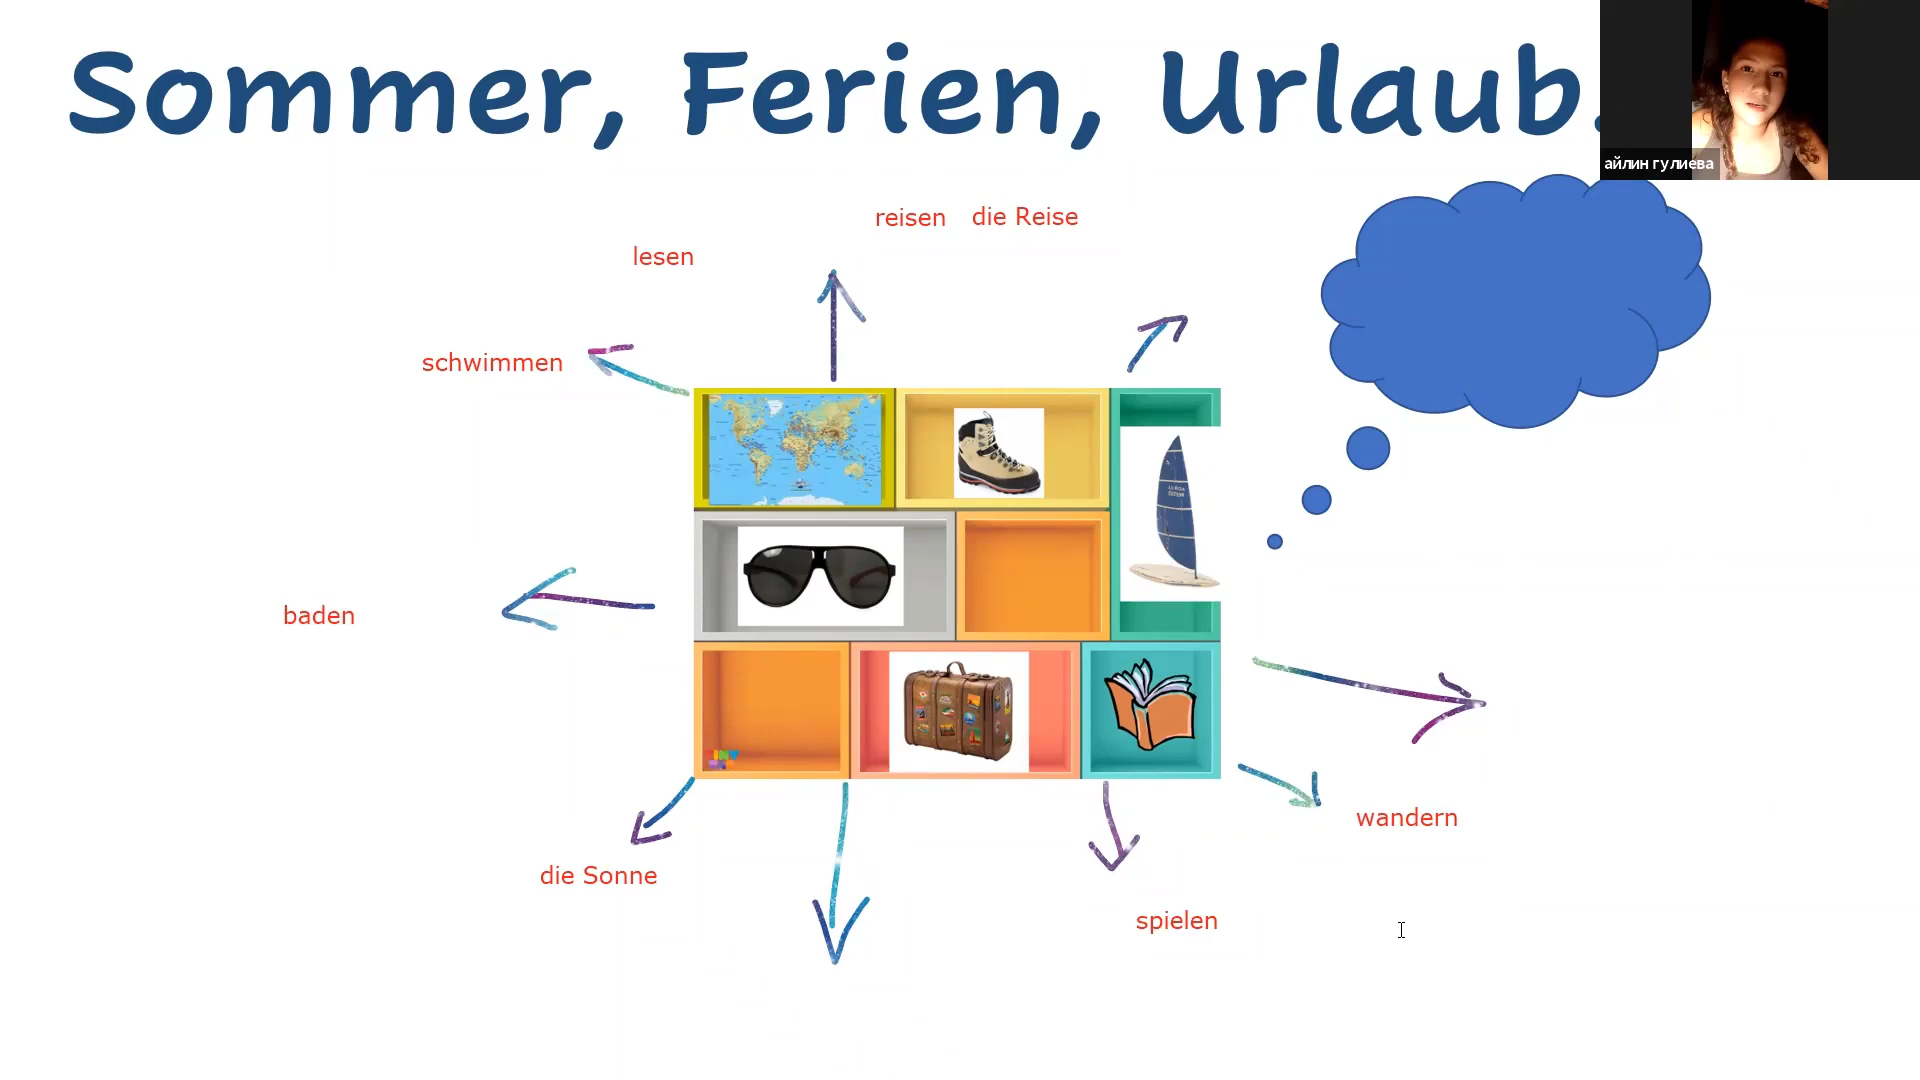 Sommer, Ferien, Urlaub.
айлин гулиева
reisen die Reise
lesen
schwimmen
baden
wandern
die Sonne
spielen